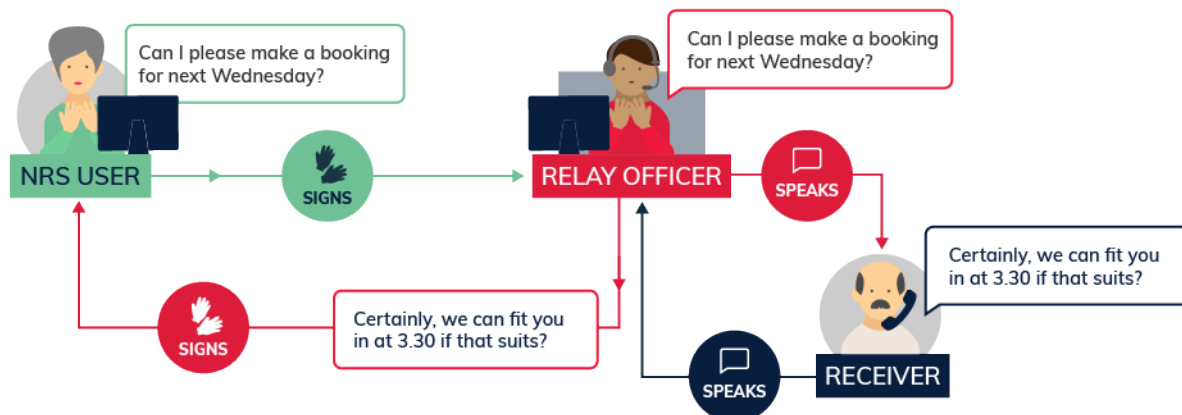 Can I please make a booking
for next Wednesday?
Can I please make a booking
for next Wednesday?
NRS USER
SIGNS
RELAY OFFICER
SPEAKS
Certainly, we can fit you
in at 3.30 if that suits?
SIGNS
Certainly, we can fit you
in at 3.30 if that suits?
SPEAKS
RECEIVER